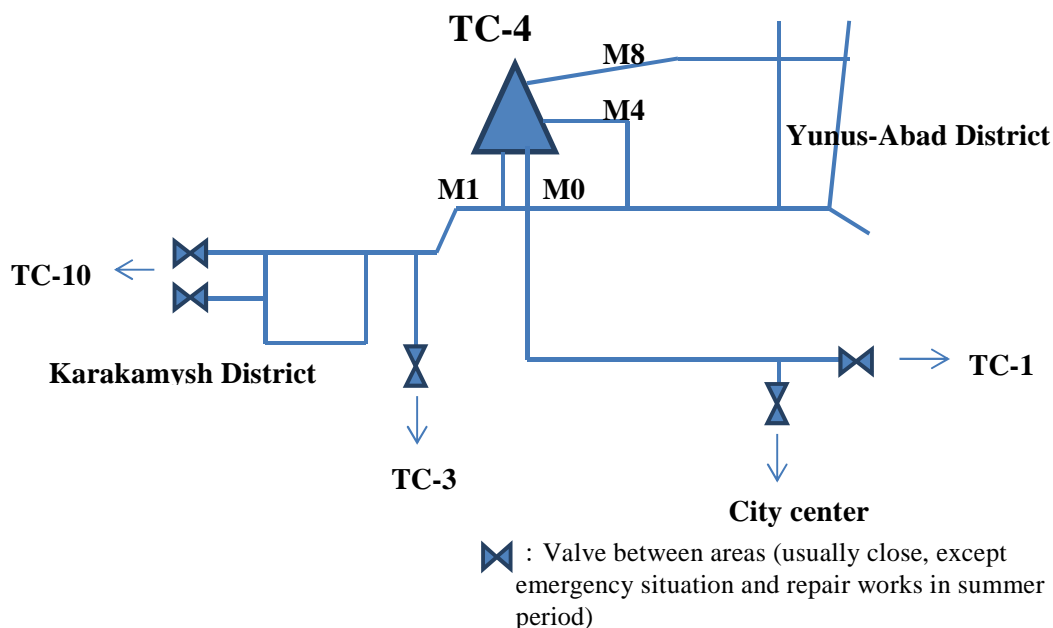 TC-4
M8
M4
Yunus-Abad District
M1
M0
TC-10
Karakamysh District
TC-1
TC-3
City center
: Valve between areas (usually close, except
emergency situation and repair works in summer
period)